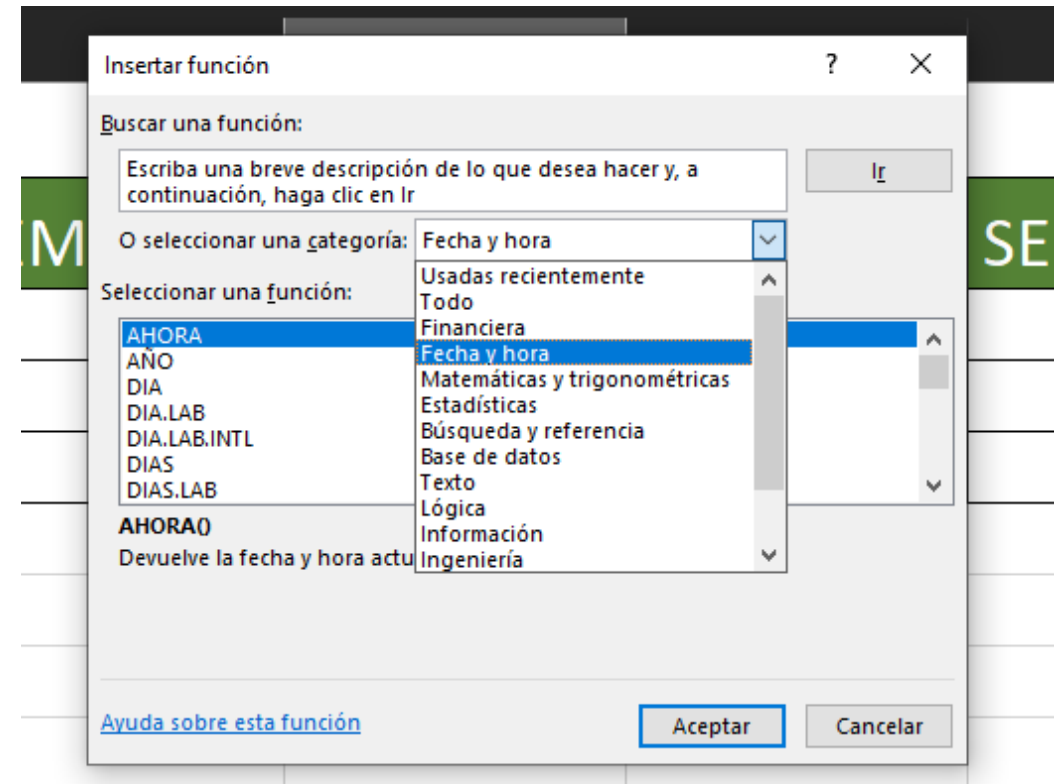 Insertar función
?
Buscar una función:
Escriba una breve descripción de lo que desea hacer y, a
continuación, haga clic en Ir
Ir
O seleccionar una categoría: Fecha y hora
Usadas recientemente
Todo
Financiera
Fecha y hora
Matemáticas y trigonométricas
Estadísticas
Búsqueda y referencia
Base de datos
Texto
Lógica
Información
Ingeniería
Seleccionar una función:
AHORA
AÑO
DIA
DIA.LAB
DIA.LAB.INTL
DIAS
DIAS.LAB
AHORA()
Devuelve la fecha y hora actu
Ayuda sobre esta función
Aceptar
Cancelar
EM
SE